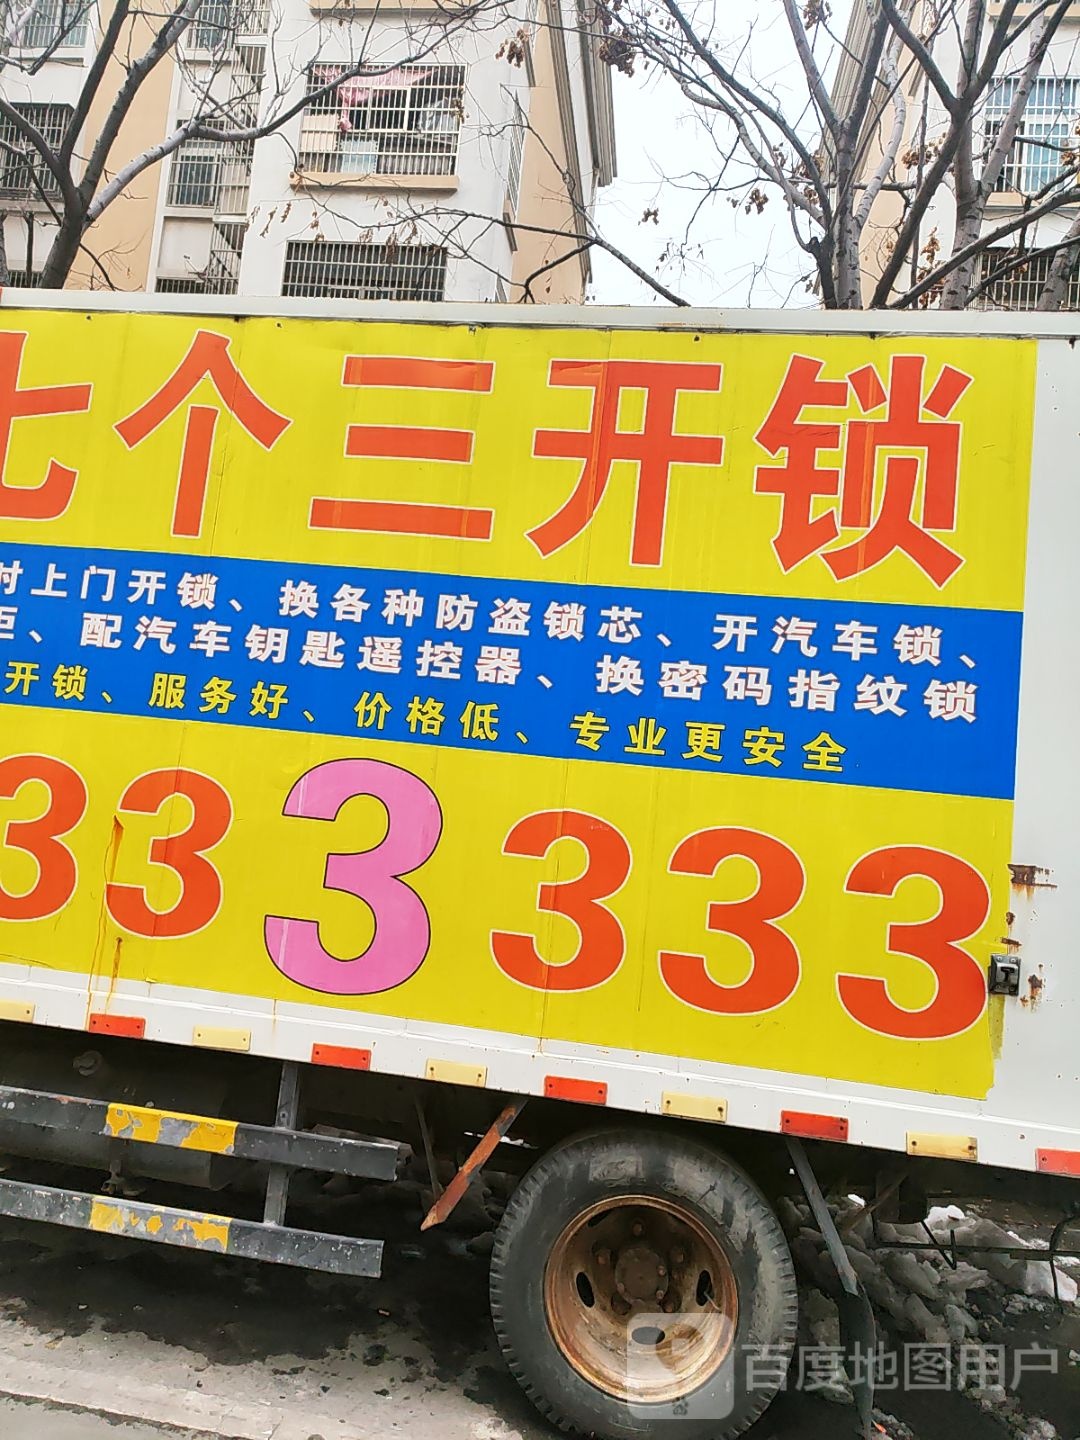 七个三开锁
时上门开锁、换各种防盗锁芯、开汽车锁、
柜、配汽车钥匙遥控器、换密码指纹锁
开锁、服务好、价格低、专业更安全
333333
百度地图用户